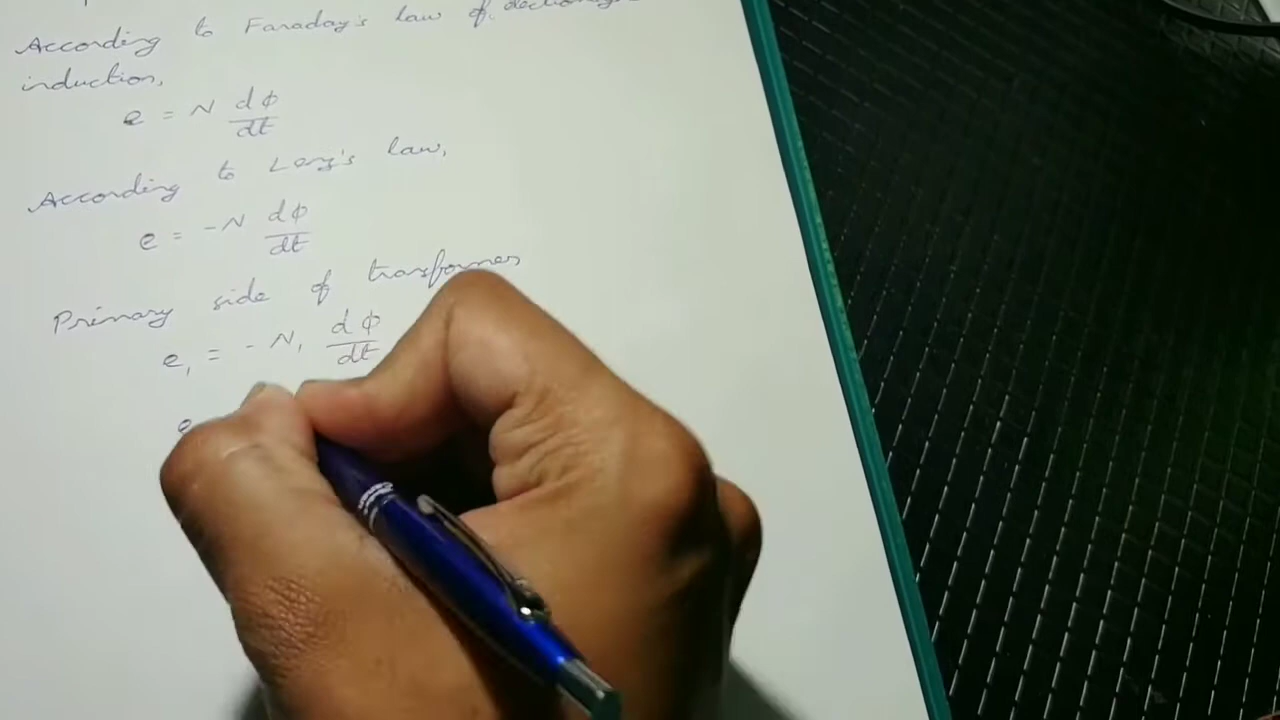 According to Faraday's law of
induction,
e = N dφ/dt
According to Lenz's law,
e = -N dφ/dt
Primary side of transformer
e₁ = -N₁ dφ/dt
e